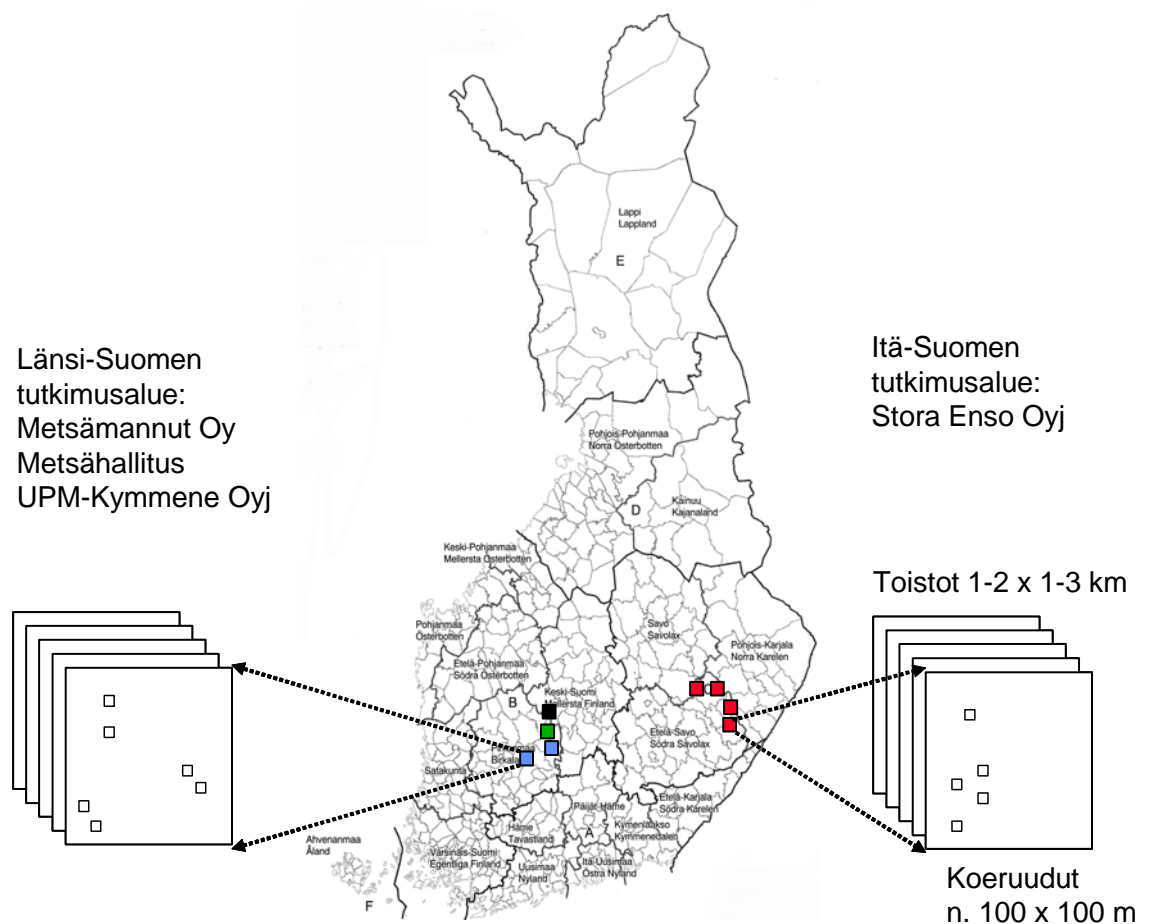 Lappi
Lappland
E
Länsi-Suomen
tutkimusalue:
Metsämannut Oy
Metsähallitus
UPM-Kymmene Oyj
Itä-Suomen
tutkimusalue:
Stora Enso Oyj
Pohjois-Pohjanmaa
Norra Österbotten
D
Kainuu
Kajanaland
Keski-Pohjanmaa
Mellersta Österbotten
Toistot 1-2 x 1-3 km
Pohjanmaa
Österbotten
Savo
Savolax
Pohjois-Karjala
Norra Karelen
Etelä-Pohjanmaa
Södra Österbotten
B
Keski-Suomi
Mellersta Finland
Etelä-Savo
Södra Savolax
Birkala
Satakunta
Etelä-Karjala
Södra Karelen
Päijät-Häme
A
Kymenlaakso
Kymmenedalen
Häme
Tavastland
Ahvenanmaa
Åland
Varsinais-Suomi
Egentliga Finland
Uusimaa
Nyland
Itä-Uusimaa
Östra Nyland
F
Koeruudut
n. 100 x 100 m